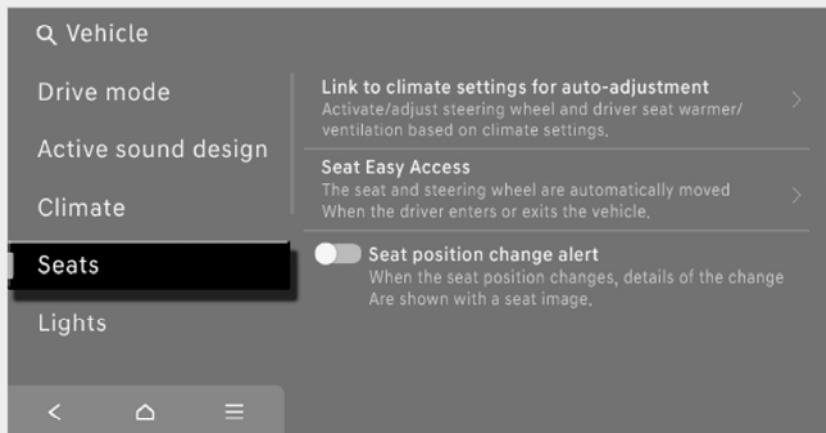 Vehicle
Drive mode
Active sound design
Climate
Seats
Lights
Link to climate settings for auto-adjustment
Activate/adjust steering wheel and driver seat warmer/
ventilation based on climate settings.
Seat Easy Access
The seat and steering wheel are automatically moved
When the driver enters or exits the vehicle.
Seat position change alert
When the seat position changes, details of the change
Are shown with a seat image.